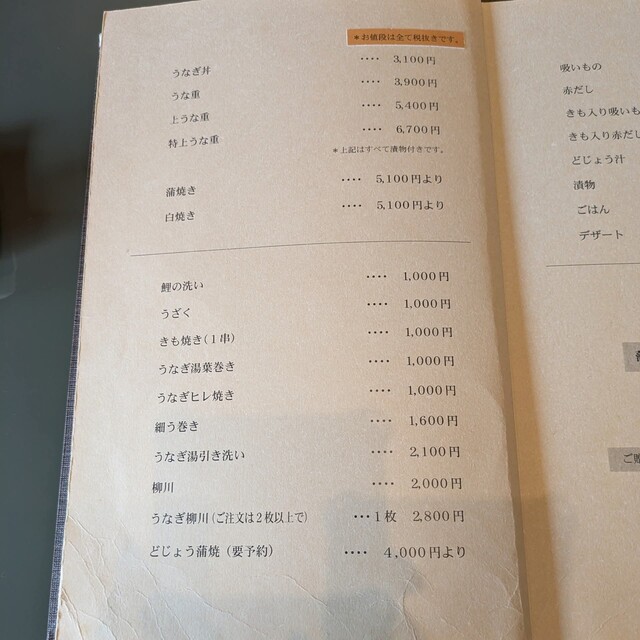 ＊お値段は全て税抜きです。
うなぎ丼 ････ 3,100円
うな重 ････ 3,900円
上うな重 ････ 5,400円
特上うな重 ････ 6,700円
＊上記はすべて漬物付きです。
蒲焼き ････ 5,100円より
白焼き ････ 5,100円より
鯉の洗い ････ 1,000円
うざく ････ 1,000円
きも焼き(1串) ････ 1,000円
うなぎ湯葉巻き ････ 1,000円
うなぎヒレ焼き ････ 1,000円
細う巻き ････ 1,600円
うなぎ湯引き洗い ････ 2,100円
柳川 ････ 2,000円
うなぎ柳川(ご注文は2枚以上で) ･･･1枚 2,800円
どじょう蒲焼(要予約) ････ 4,000円より
吸いもの
赤だし
きも入り吸いも
きも入り赤だし
どじょう汁
漬物
ごはん
デザート